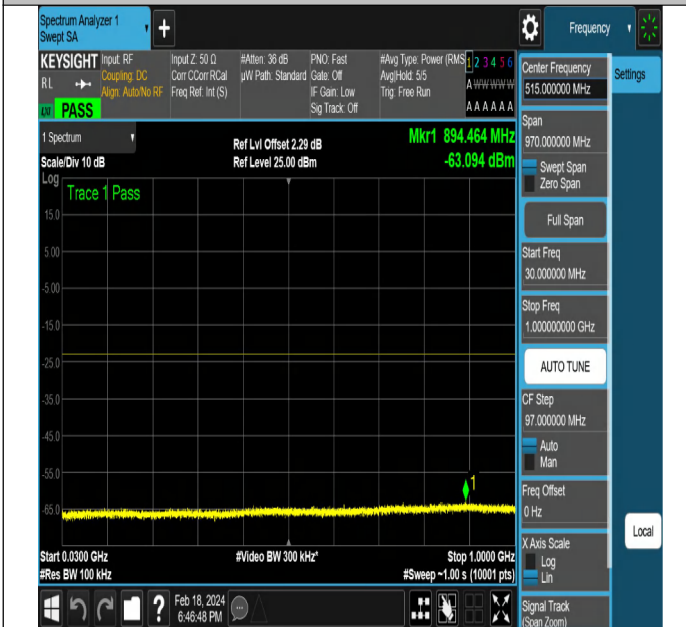 Spectrum Analyzer 1
Swept SA
+
Frequency
KEYSIGHT
RL
LXI PASS
Input: RF
Coupling: DC
Align: Auto/No RF
Input Z: 50 Ω
Corr CCorr RCal
Freq Ref: Int (S)
#Atten: 36 dB
µW Path: Standard
PNO: Fast
Gate: Off
IF Gain: Low
Sig Track: Off
#Avg Type: Power (RMS
Avg|Hold: 5/5
Trig: Free Run
1 2 3 4 5 6
A W W W W W
A A A A A A
1 Spectrum
Scale/Div 10 dB
Ref Lvl Offset 2.29 dB
Ref Level 25.00 dBm
Mkr1 894.464 MHz
-63.094 dBm
Log
Trace 1 Pass
15.0
5.00
-5.00
-15.0
-25.0
-35.0
-45.0
-55.0
-65.0
1
Start 0.0300 GHz
#Res BW 100 kHz
#Video BW 300 kHz*
Stop 1.0000 GHz
#Sweep ~1.00 s (10001 pts)
?
Feb 18, 2024
6:46:48 PM
Center Frequency
515.000000 MHz
Span
970.000000 MHz
Swept Span
Zero Span
Full Span
Start Freq
30.000000 MHz
Stop Freq
1.000000000 GHz
AUTO TUNE
CF Step
97.000000 MHz
Auto
Man
Freq Offset
0 Hz
X Axis Scale
Log
Lin
Signal Track
(Span Zoom)
Settings
Local